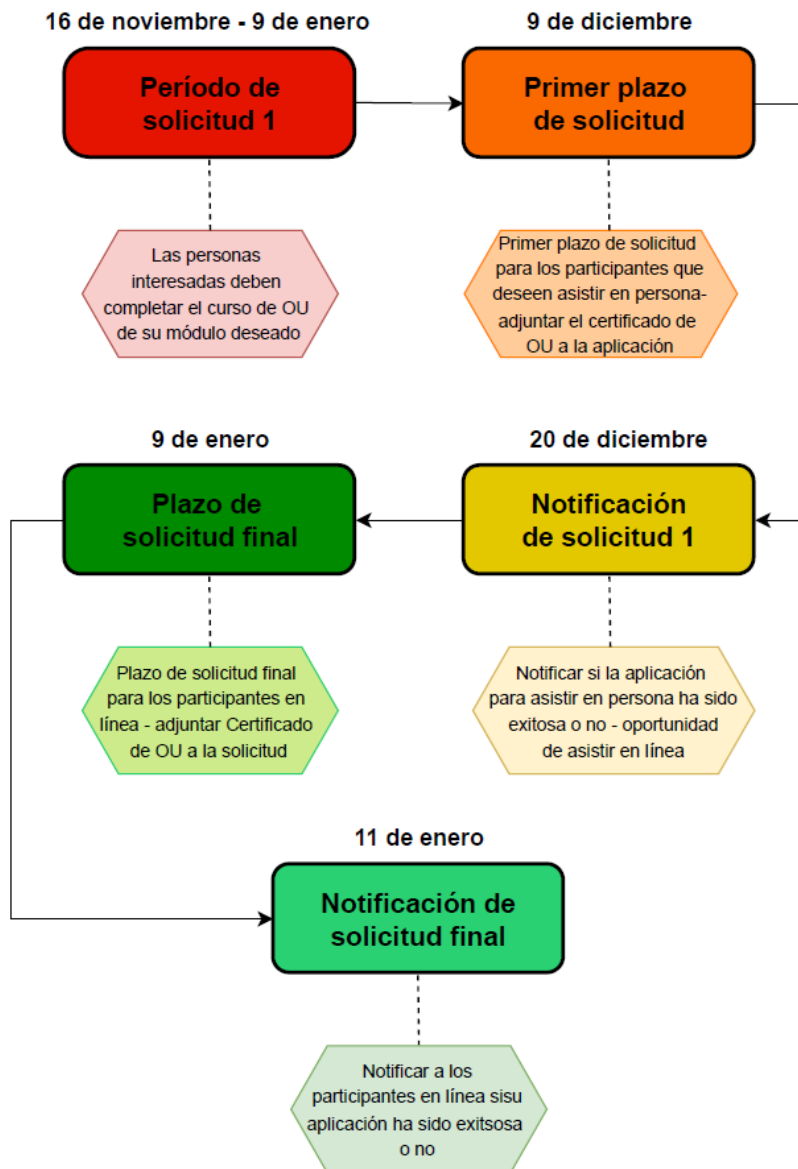 16 de noviembre - 9 de enero
Período de
solicitud 1
Las personas
interesadas deben
completar el curso de OU
de su módulo deseado
9 de diciembre
Primer plazo
de solicitud
Primer plazo de solicitud
para los participantes que
deseen asistir en persona-
adjuntar el certificado de
OU a la aplicación
20 de diciembre
Notificación
de solicitud 1
Notificar si la aplicación
para asistir en persona ha sido
exitosa o no - oportunidad
de asistir en línea
9 de enero
Plazo de
solicitud final
Plazo de solicitud final
para los participantes en
línea - adjuntar Certificado
de OU a la solicitud
11 de enero
Notificación de
solicitud final
Notificar a los
participantes en línea sisu
aplicación ha sido exitsosa
o no